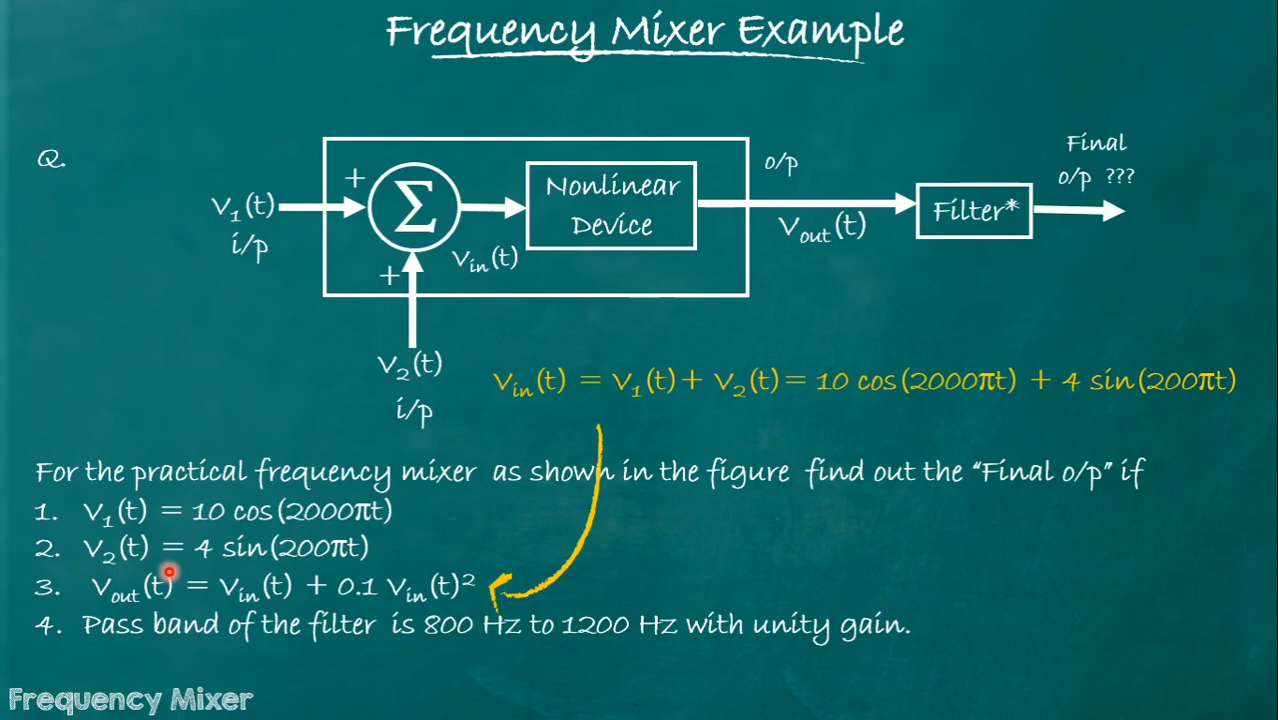 Frequency Mixer Example
Q.
V₁(t)
i/p
+
Σ
+
Vᵢₙ(t)
Nonlinear
Device
o/p
Vₒᵤₜ(t)
Filter*
Final
o/p ???
V₂(t)
i/p
Vᵢₙ(t) = V₁(t) + V₂(t) = 10 cos(2000πt) + 4 sin(200πt)
For the practical frequency mixer as shown in the figure find out the “Final o/p” if
1. V₁(t) = 10 cos(2000πt)
2. V₂(t) = 4 sin(200πt)
3. Vₒᵤₜ(t) = Vᵢₙ(t) + 0.1 Vᵢₙ(t)²
4. Pass band of the filter is 800 Hz to 1200 Hz with unity gain.
Frequency Mixer